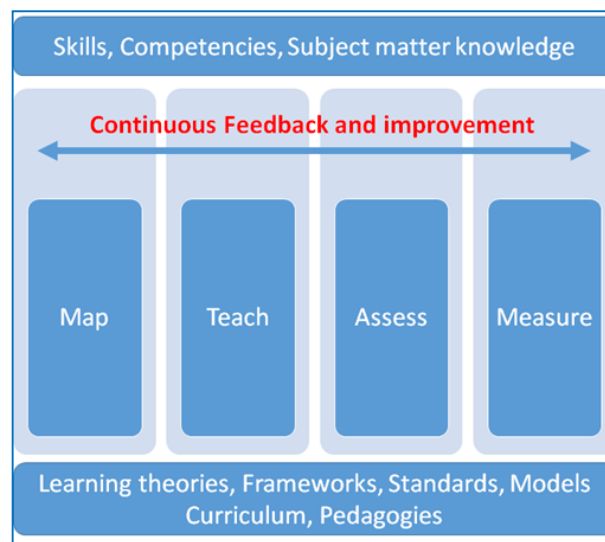 Skills, Competencies, Subject matter knowledge
Continuous Feedback and improvement
Map
Teach
Assess
Measure
Learning theories, Frameworks, Standards, Models
Curriculum, Pedagogies